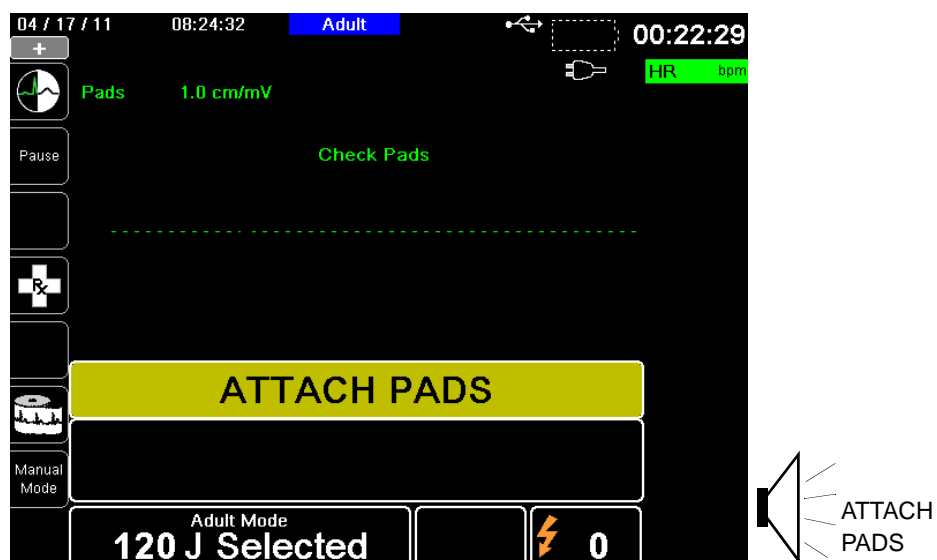 04 / 17 / 11 08:24:32 Adult 00:22:29
+
HR bpm
Pads 1.0 cm/mV
Pause
Check Pads
Rx
ATTACH PADS
Manual
Mode
Adult Mode
120 J Selected 0
ATTACH
PADS